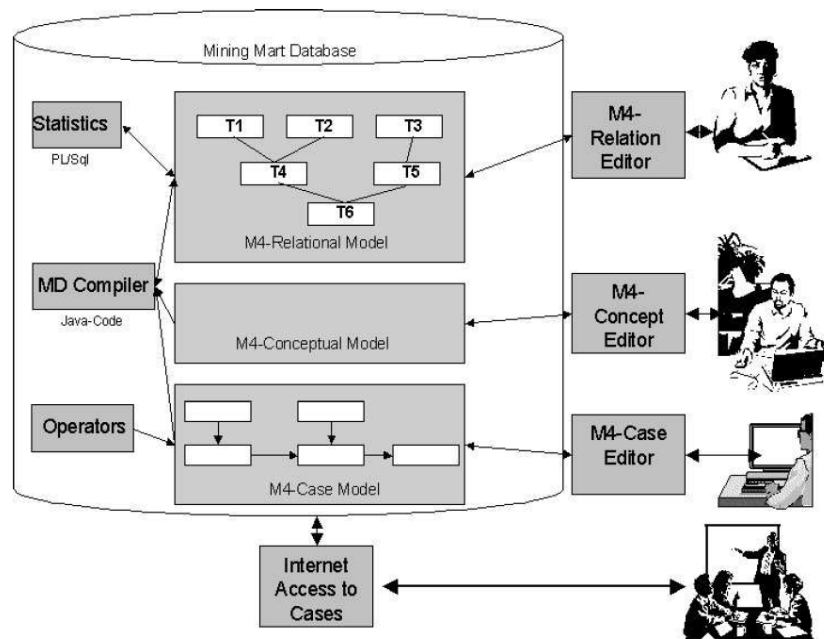 Mining Mart Database
Statistics
PL/Sql
T1 T2 T3
T4 T5
T6
M4-Relational Model
M4-
Relation
Editor
MD Compiler
Java-Code
M4-Conceptual Model
M4-
Concept
Editor
Operators
M4-Case Model
M4-Case
Editor
Internet
Access to
Cases